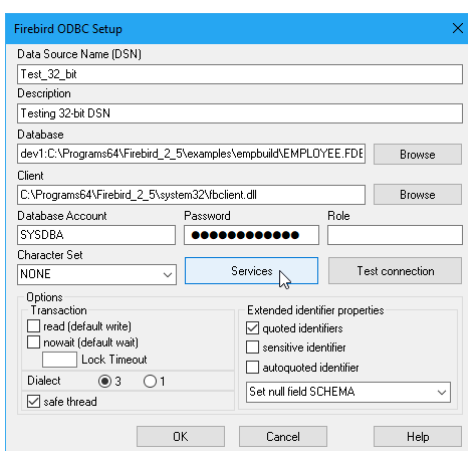 Firebird ODBC Setup
Data Source Name (DSN)
Test_32_bit
Description
Testing 32-bit DSN
Database
dev1:C:\Programs64\Firebird_2_5\examples\empbuild\EMPLOYEE.FDB Browse
Client
C:\Programs64\Firebird_2_5\system32\fbclient.dll Browse
Database Account Password Role
SYSDBA ●●●●●●●●●●●●
Character Set
NONE Services Test connection
Options
Transaction Extended identifier properties
read (default write) quoted identifiers
nowait (default wait) sensitive identifier
Lock Timeout autoquoted identifier
Dialect 3 1 Set null field SCHEMA
safe thread
OK Cancel Help